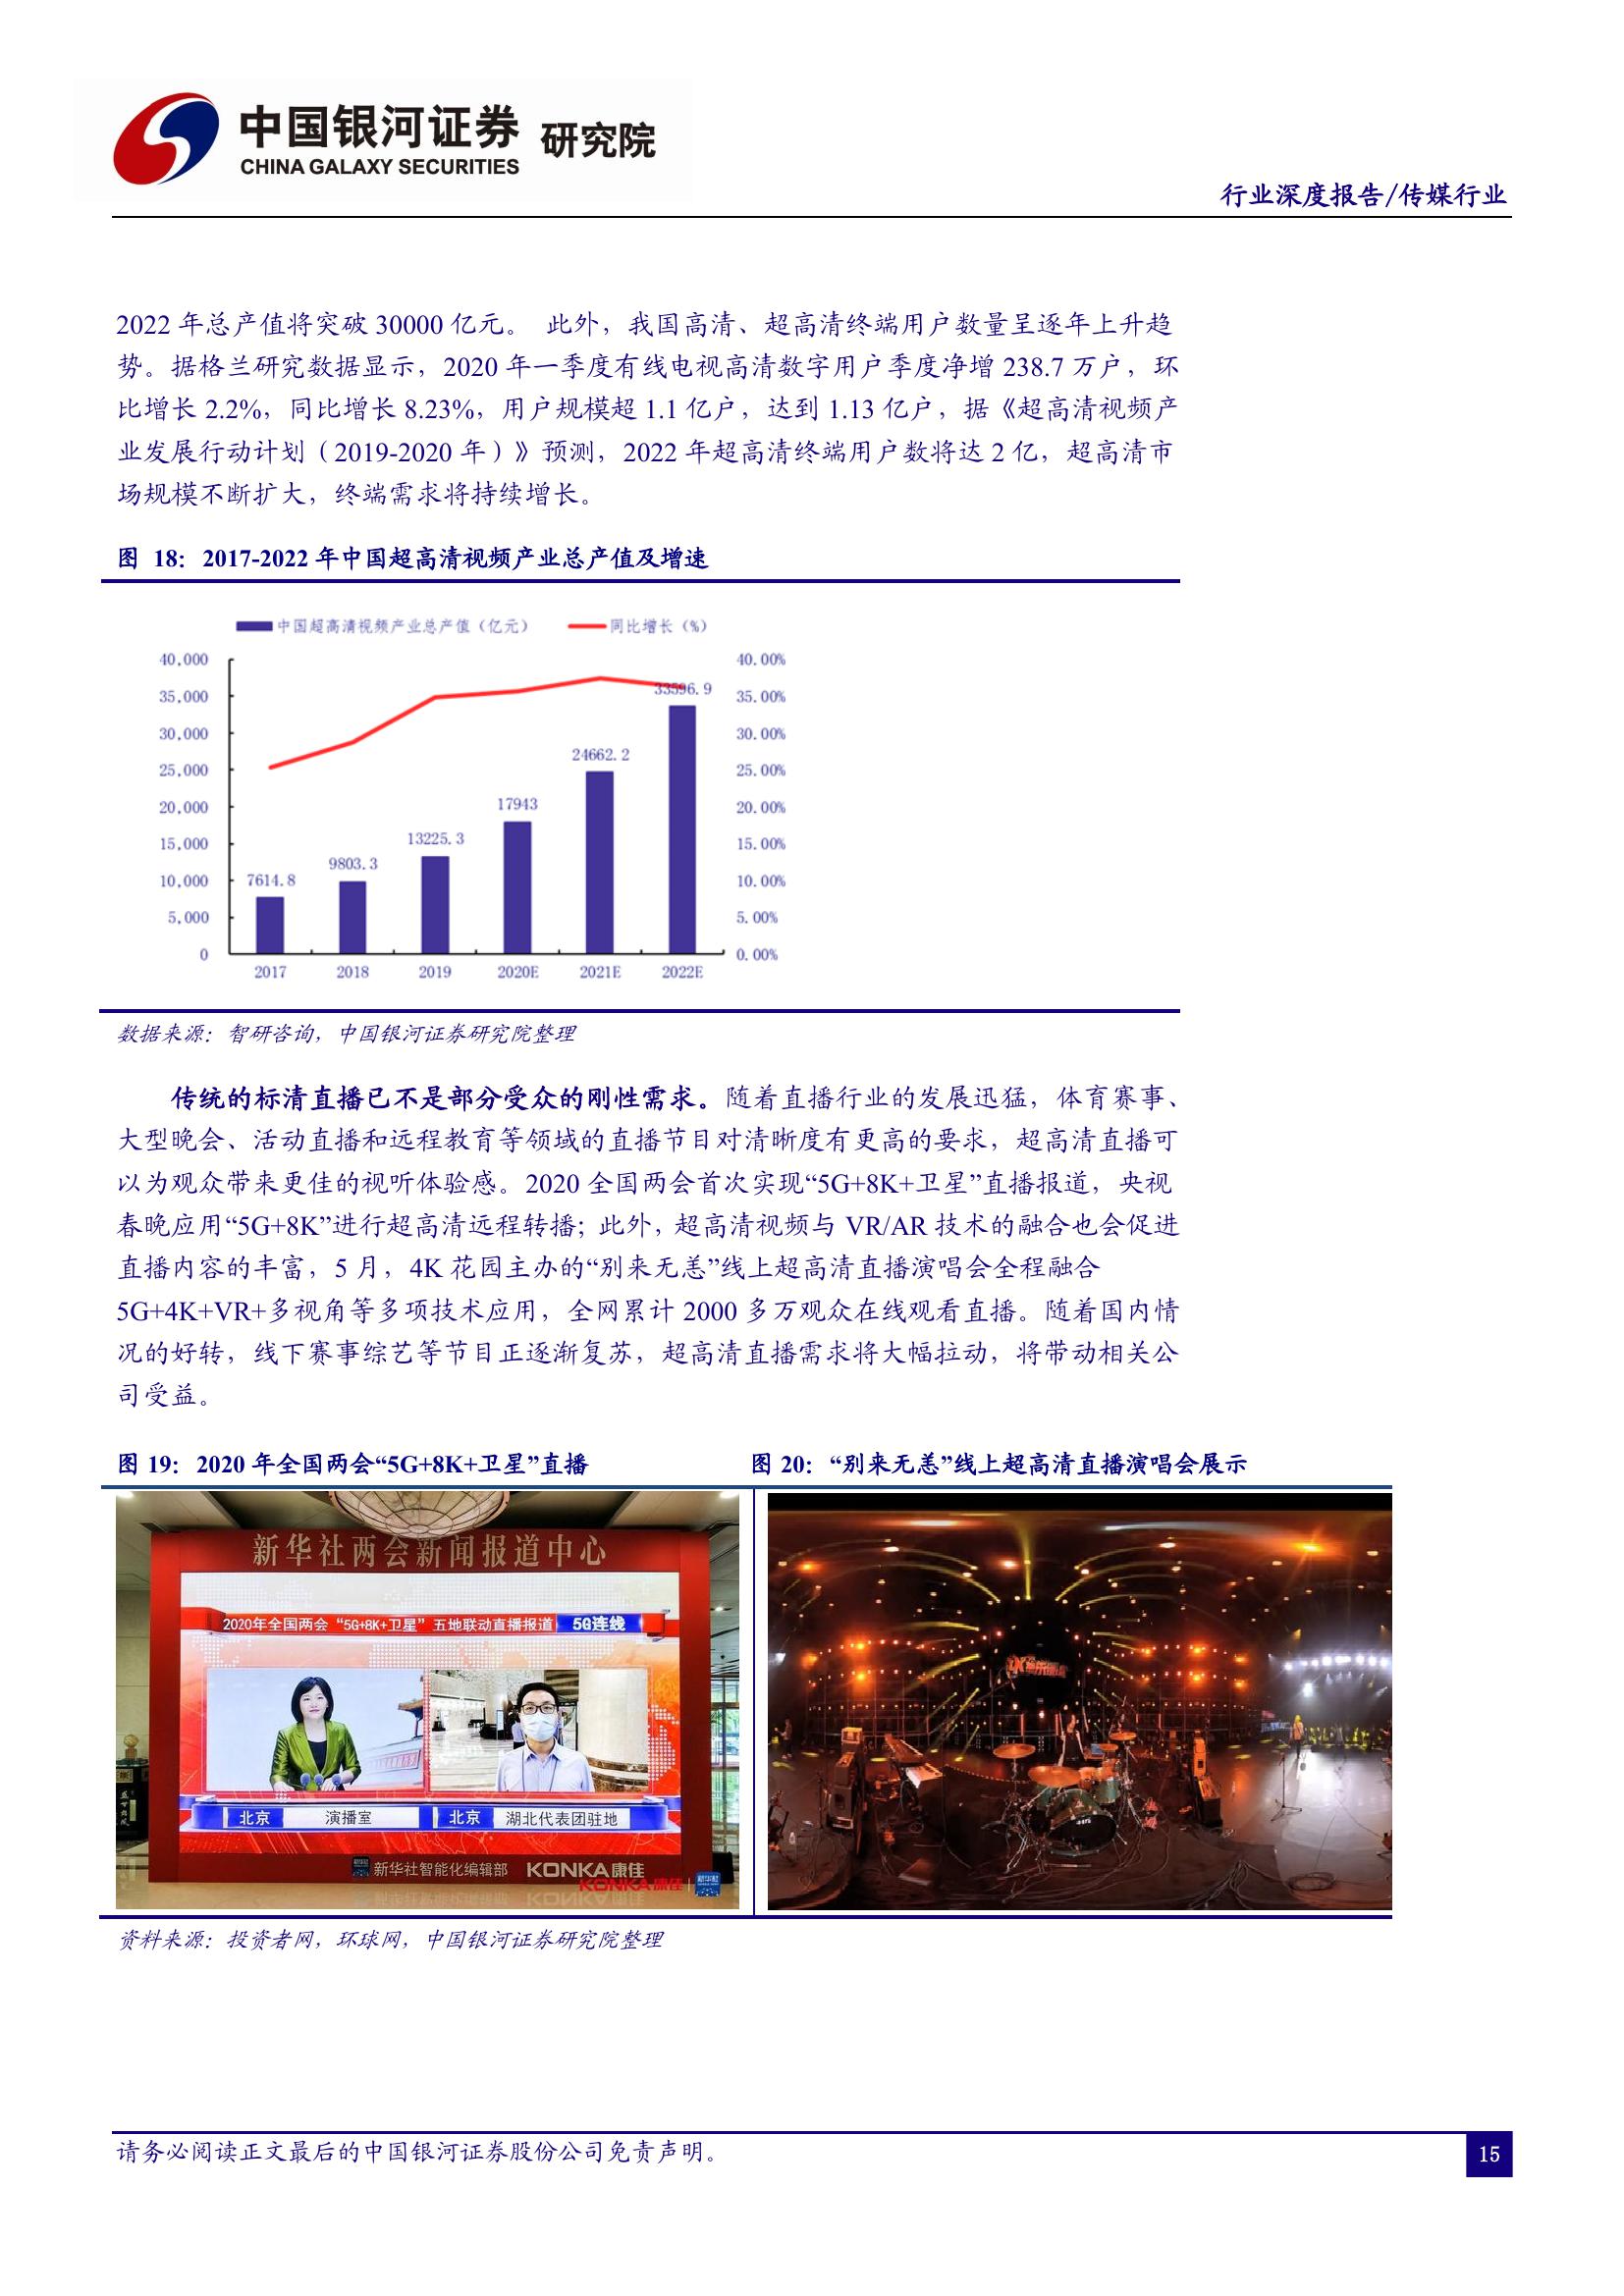 中国银河证券 研究院
CHINA GALAXY SECURITIES
行业深度报告/传媒行业
2022 年总产值将突破 30000 亿元。 此外，我国高清、超高清终端用户数量呈逐年上升趋
势。据格兰研究数据显示，2020 年一季度有线电视高清数字用户季度净增 238.7 万户，环
比增长 2.2%，同比增长 8.23%，用户规模超 1.1 亿户，达到 1.13 亿户，据《超高清视频产
业发展行动计划（2019-2020 年）》预测，2022 年超高清终端用户数将达 2 亿，超高清市
场规模不断扩大，终端需求将持续增长。
图 18：2017-2022 年中国超高清视频产业总产值及增速
中国超高清视频产业总产值（亿元） 同比增长（%）
40,000 40.00%
35,000 33596.9 35.00%
30,000 30.00%
25,000 24662.2 25.00%
20,000 17943 20.00%
15,000 13225.3 15.00%
10,000 7614.8 9803.3 10.00%
5,000 5.00%
0 0.00%
2017 2018 2019 2020E 2021E 2022E
数据来源：智研咨询，中国银河证券研究院整理
传统的标清直播已不是部分受众的刚性需求。随着直播行业的发展迅猛，体育赛事、
大型晚会、活动直播和远程教育等领域的直播节目对清晰度有更高的要求，超高清直播可
以为观众带来更佳的视听体验感。2020 全国两会首次实现“5G+8K+卫星”直播报道，央视
春晚应用“5G+8K”进行超高清远程转播；此外，超高清视频与 VR/AR 技术的融合也会促进
直播内容的丰富，5 月，4K 花园主办的“别来无恙”线上超高清直播演唱会全程融合
5G+4K+VR+多视角等多项技术应用，全网累计 2000 多万观众在线观看直播。随着国内情
况的好转，线下赛事综艺等节目正逐渐复苏，超高清直播需求将大幅拉动，将带动相关公
司受益。
图 19：2020 年全国两会“5G+8K+卫星”直播
图 20：“别来无恙”线上超高清直播演唱会展示
新华社两会新闻报道中心
2020年全国两会“5G+8K+卫星”五地联动直播报道 5G连线
北京 演播室 北京 湖北代表团驻地
新华社智能化编辑部 KONKA康佳
KONKA康佳
资料来源：投资者网，环球网，中国银河证券研究院整理
请务必阅读正文最后的中国银河证券股份公司免责声明。
15